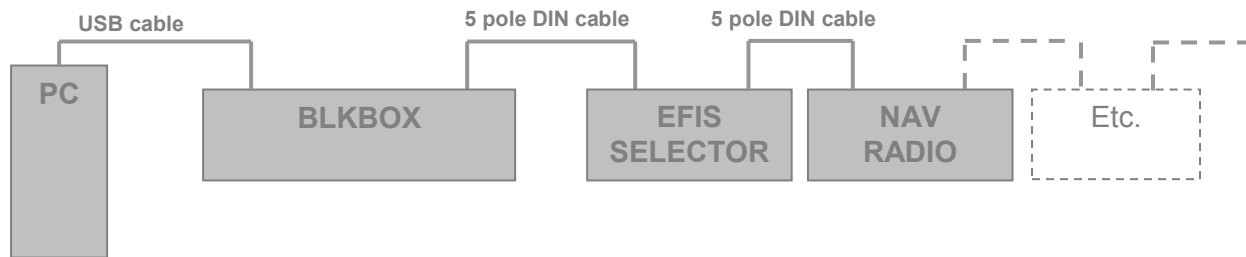 USB cable
5 pole DIN cable
5 pole DIN cable
PC
BLKBOX
EFIS
SELECTOR
NAV
RADIO
Etc.